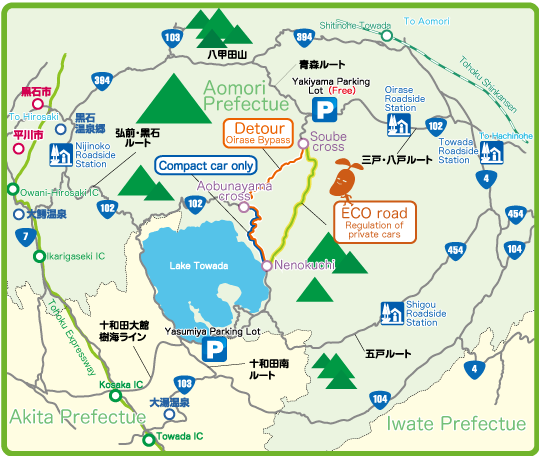 Shitinohe Towada
To Aomori
103
394
八甲田山
青森ルート
Tohoku Shinkansen
394
Yakiyama Parking
Lot (Free)
P
Aomori
Prefectue
Oirase
Roadside
Station
黒石市
To Hirosaki
黒石
温泉郷
平川市
弘前・黒石
ルート
Detour
Oirase Bypass
Soube
cross
102
Towada
Roadside
Station
To Hachinohe
Nijinoko
Roadside
Station
三戸・八戸ルート
Compact car only
4
Owani-Hirosaki IC
Aobunayama
cross
102
102
大鰐温泉
ECO road
Regulation of
private cars
454
7
454
104
Ikarigaseki IC
Lake Towada
Nenokuchi
Tohoku Expressway
Shigou
Roadside
Station
十和田大館
樹海ライン
Yasumiya Parking Lot
P
五戸ルート
十和田南
ルート
4
Kosaka IC
103
104
大湯温泉
Akita Prefectue
Iwate Prefectue
Towada IC